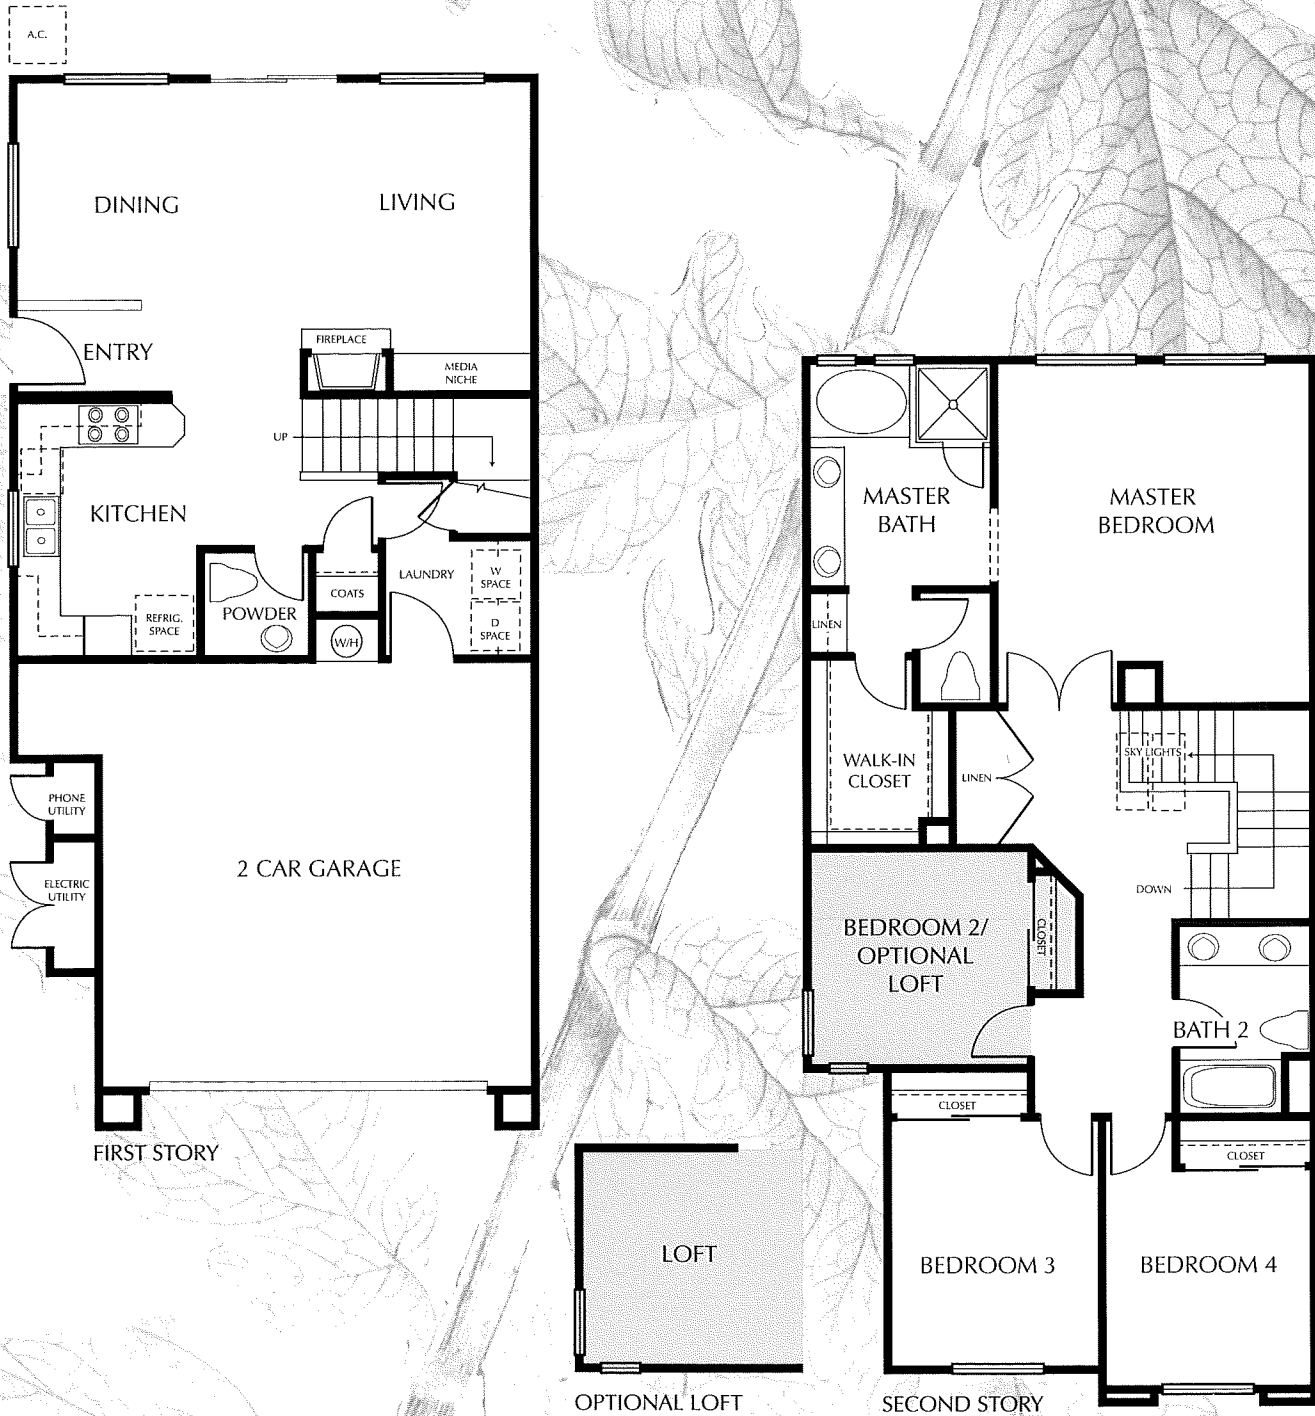 A.C.
DINING
LIVING
ENTRY
FIREPLACE
MEDIA
NICHE
UP
KITCHEN
LAUNDRY
W
SPACE
D
SPACE
COATS
POWDER
REFRIG.
SPACE
W/H
PHONE
UTILITY
ELECTRIC
UTILITY
2 CAR GARAGE
FIRST STORY
LOFT
OPTIONAL LOFT
MASTER
BATH
MASTER
BEDROOM
LINEN
WALK-IN
CLOSET
LINEN
SKY LIGHTS
DOWN
BEDROOM 2/
OPTIONAL
LOFT
CLOSET
BATH 2
CLOSET
CLOSET
BEDROOM 3
BEDROOM 4
SECOND STORY